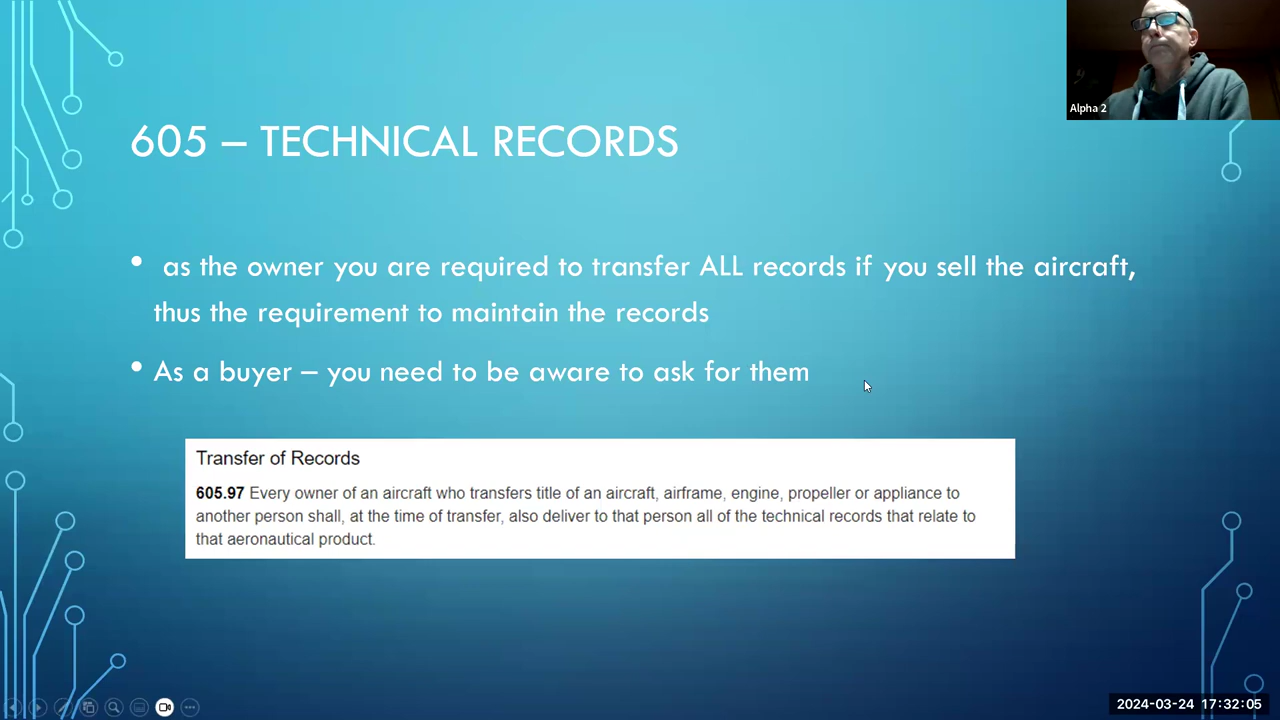 Alpha 2
605 – TECHNICAL RECORDS
• as the owner you are required to transfer ALL records if you sell the aircraft,
thus the requirement to maintain the records
• As a buyer – you need to be aware to ask for them
Transfer of Records
605.97 Every owner of an aircraft who transfers title of an aircraft, airframe, engine, propeller or appliance to
another person shall, at the time of transfer, also deliver to that person all of the technical records that relate to
that aeronautical product.
2024-03-24 17:32:05